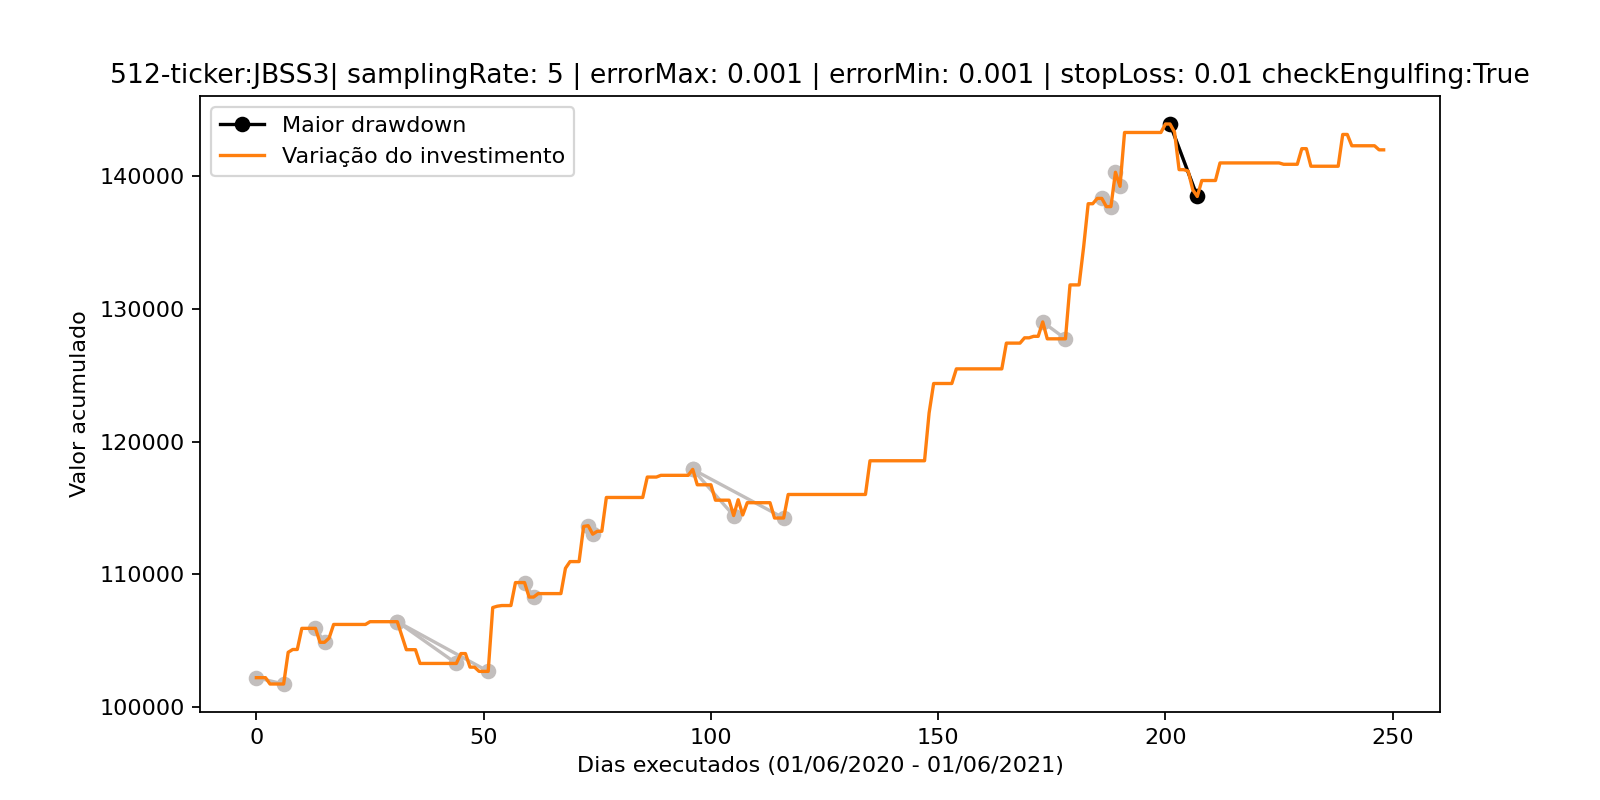 512-ticker:JBSS3| samplingRate: 5 | errorMax: 0.001 | errorMin: 0.001 | stopLoss: 0.01 checkEngulfing:True
Maior drawdown
Variação do investimento
Valor acumulado
140000
130000
120000
110000
100000
0 50 100 150 200 250
Dias executados (01/06/2020 - 01/06/2021)